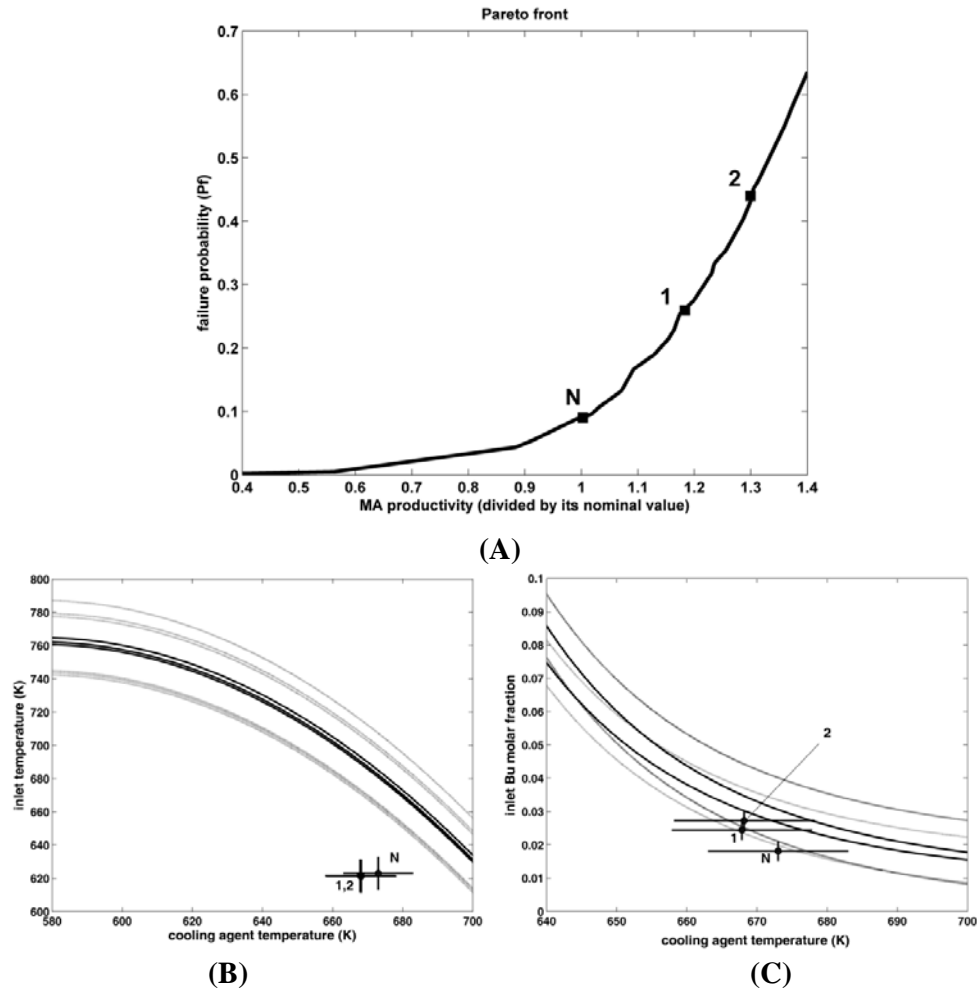 Pareto front
0.7
0.6
0.5
0.4
0.3
0.2
0.1
0
failure probability (Pf)
2
1
N
0.4 0.5 0.6 0.7 0.8 0.9 1 1.1 1.2 1.3 1.4
MA productivity (divided by its nominal value)
(A)
800
780
760
740
720
700
680
660
640
620
600
inlet temperature (K)
N
1,2
580 600 620 640 660 680 700
cooling agent temperature (K)
(B)
0.1
0.09
0.08
0.07
0.06
0.05
0.04
0.03
0.02
0.01
0
inlet Bu molar fraction
2
1
N
640 650 660 670 680 690 700
cooling agent temperature (K)
(C)